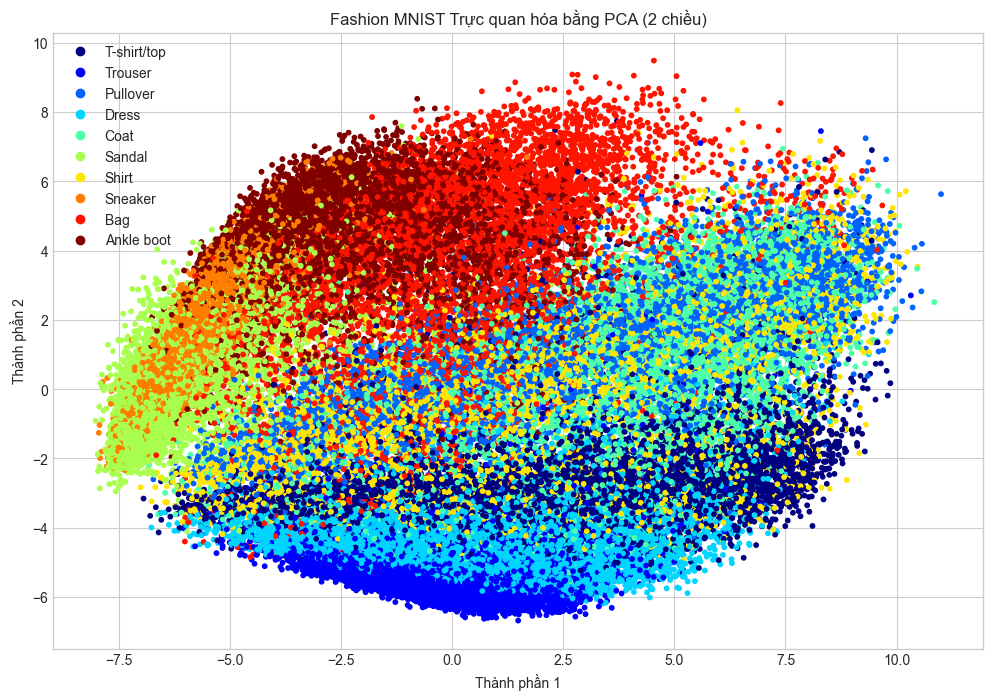 Fashion MNIST Trực quan hóa bằng PCA (2 chiều)
10
8
6
4
2
0
−2
−4
−6
Thành phần 2
T-shirt/top
Trouser
Pullover
Dress
Coat
Sandal
Shirt
Sneaker
Bag
Ankle boot
−7.5 −5.0 −2.5 0.0 2.5 5.0 7.5 10.0
Thành phần 1